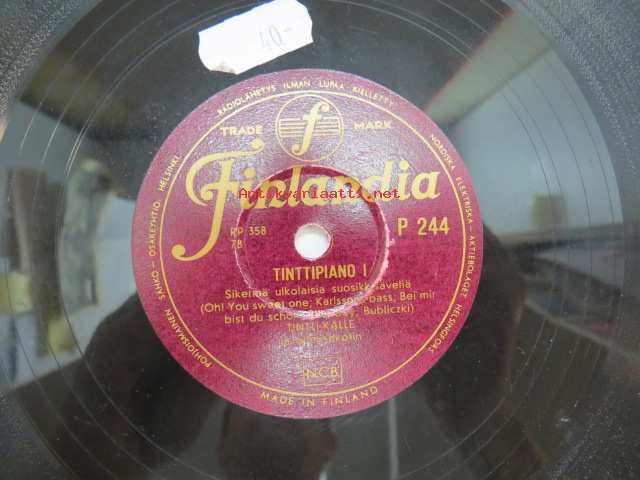 40-
RADIOLÄHETYS ILMAN LUPAA KIELLETTY
TRADE MARK
f
Finlandia
Antikvariaatti.net
RP 358
78
P 244
TINTTIPIANO I
Sikermä ulkolaisia suosikkisäveliä
(Oh! You sweet one, Karlssons bass, Bei mir
bist du schön, Bubliczki)
TINTTI-KALLE
NCB
MADE IN FINLAND
POHJOISMAINEN SÄHKÖ-OSAKEYHTIÖ, HELSINKI
NORDISKA ELEKTRISKA-AKTIEBOLAGET, HELSINGFORS